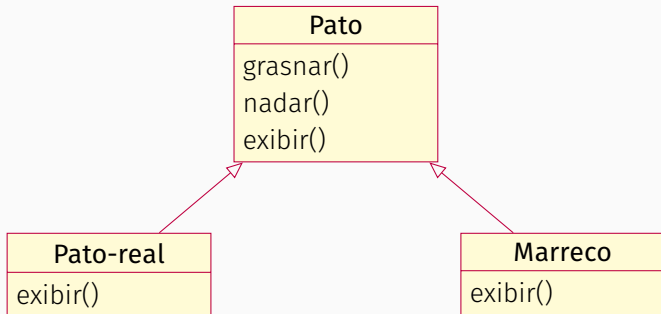 Pato
grasnar()
nadar()
exibir()
Pato-real
exibir()
Marreco
exibir()